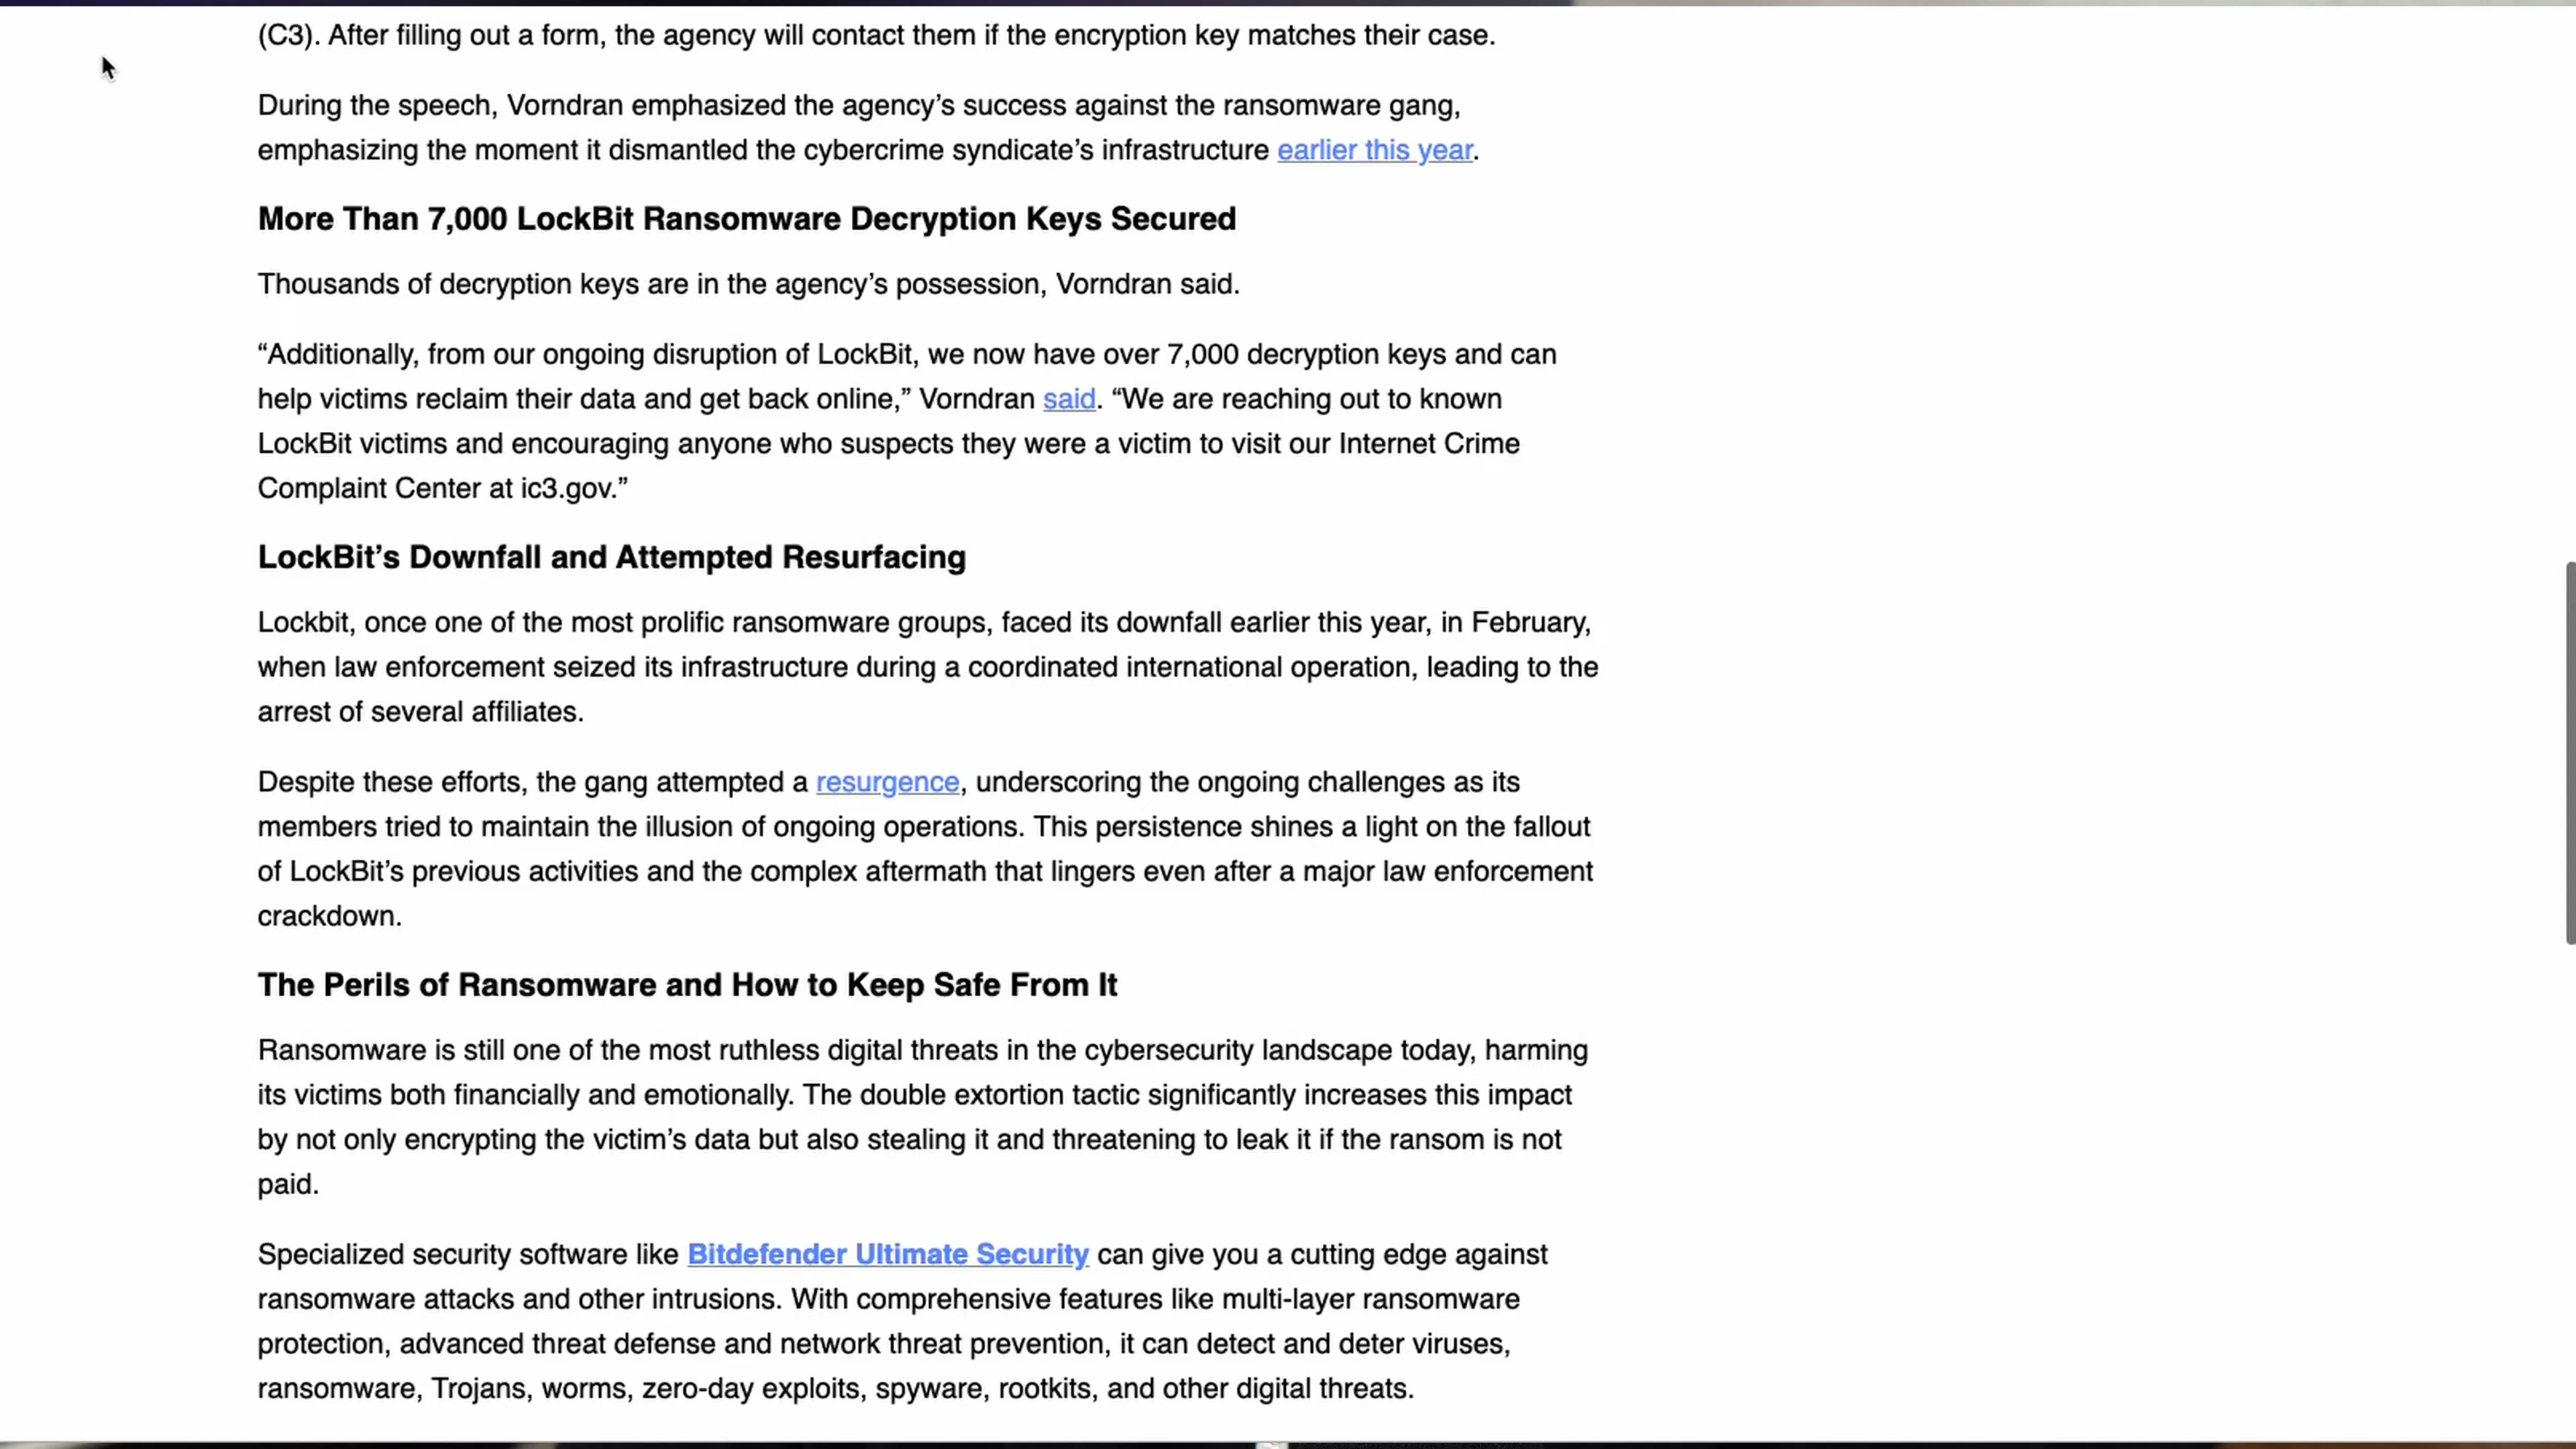 (C3). After filling out a form, the agency will contact them if the encryption key matches their case.
During the speech, Vorndran emphasized the agency’s success against the ransomware gang,
emphasizing the moment it dismantled the cybercrime syndicate’s infrastructure earlier this year.
More Than 7,000 LockBit Ransomware Decryption Keys Secured
Thousands of decryption keys are in the agency’s possession, Vorndran said.
“Additionally, from our ongoing disruption of LockBit, we now have over 7,000 decryption keys and can
help victims reclaim their data and get back online,” Vorndran said. “We are reaching out to known
LockBit victims and encouraging anyone who suspects they were a victim to visit our Internet Crime
Complaint Center at ic3.gov.”
LockBit’s Downfall and Attempted Resurfacing
Lockbit, once one of the most prolific ransomware groups, faced its downfall earlier this year, in February,
when law enforcement seized its infrastructure during a coordinated international operation, leading to the
arrest of several affiliates.
Despite these efforts, the gang attempted a resurgence, underscoring the ongoing challenges as its
members tried to maintain the illusion of ongoing operations. This persistence shines a light on the fallout
of LockBit’s previous activities and the complex aftermath that lingers even after a major law enforcement
crackdown.
The Perils of Ransomware and How to Keep Safe From It
Ransomware is still one of the most ruthless digital threats in the cybersecurity landscape today, harming
its victims both financially and emotionally. The double extortion tactic significantly increases this impact
by not only encrypting the victim’s data but also stealing it and threatening to leak it if the ransom is not
paid.
Specialized security software like Bitdefender Ultimate Security can give you a cutting edge against
ransomware attacks and other intrusions. With comprehensive features like multi-layer ransomware
protection, advanced threat defense and network threat prevention, it can detect and deter viruses,
ransomware, Trojans, worms, zero-day exploits, spyware, rootkits, and other digital threats.